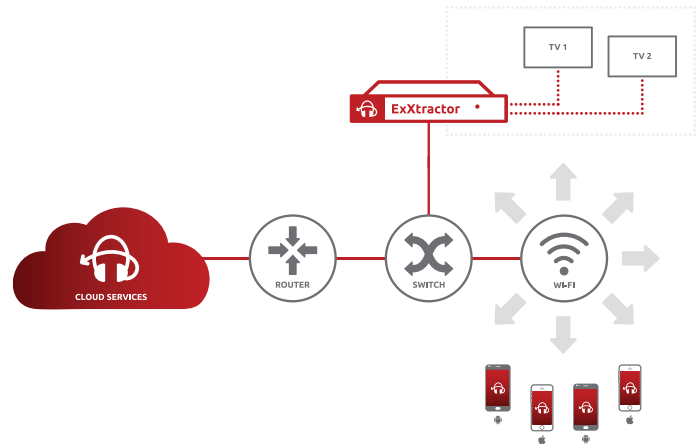 TV 1
TV 2
ExXtractor
CLOUD SERVICES
ROUTER
SWITCH
WI-FI